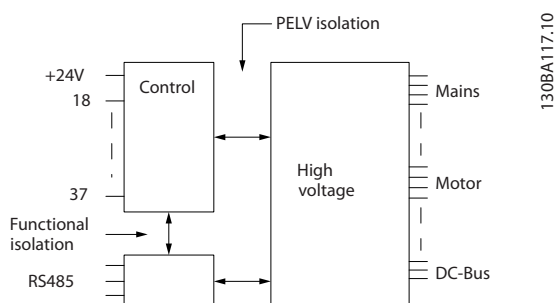 PELV isolation
130BA117.10
+24V
Control
18
37
Mains
High
voltage
Motor
Functional
isolation
RS485
DC-Bus